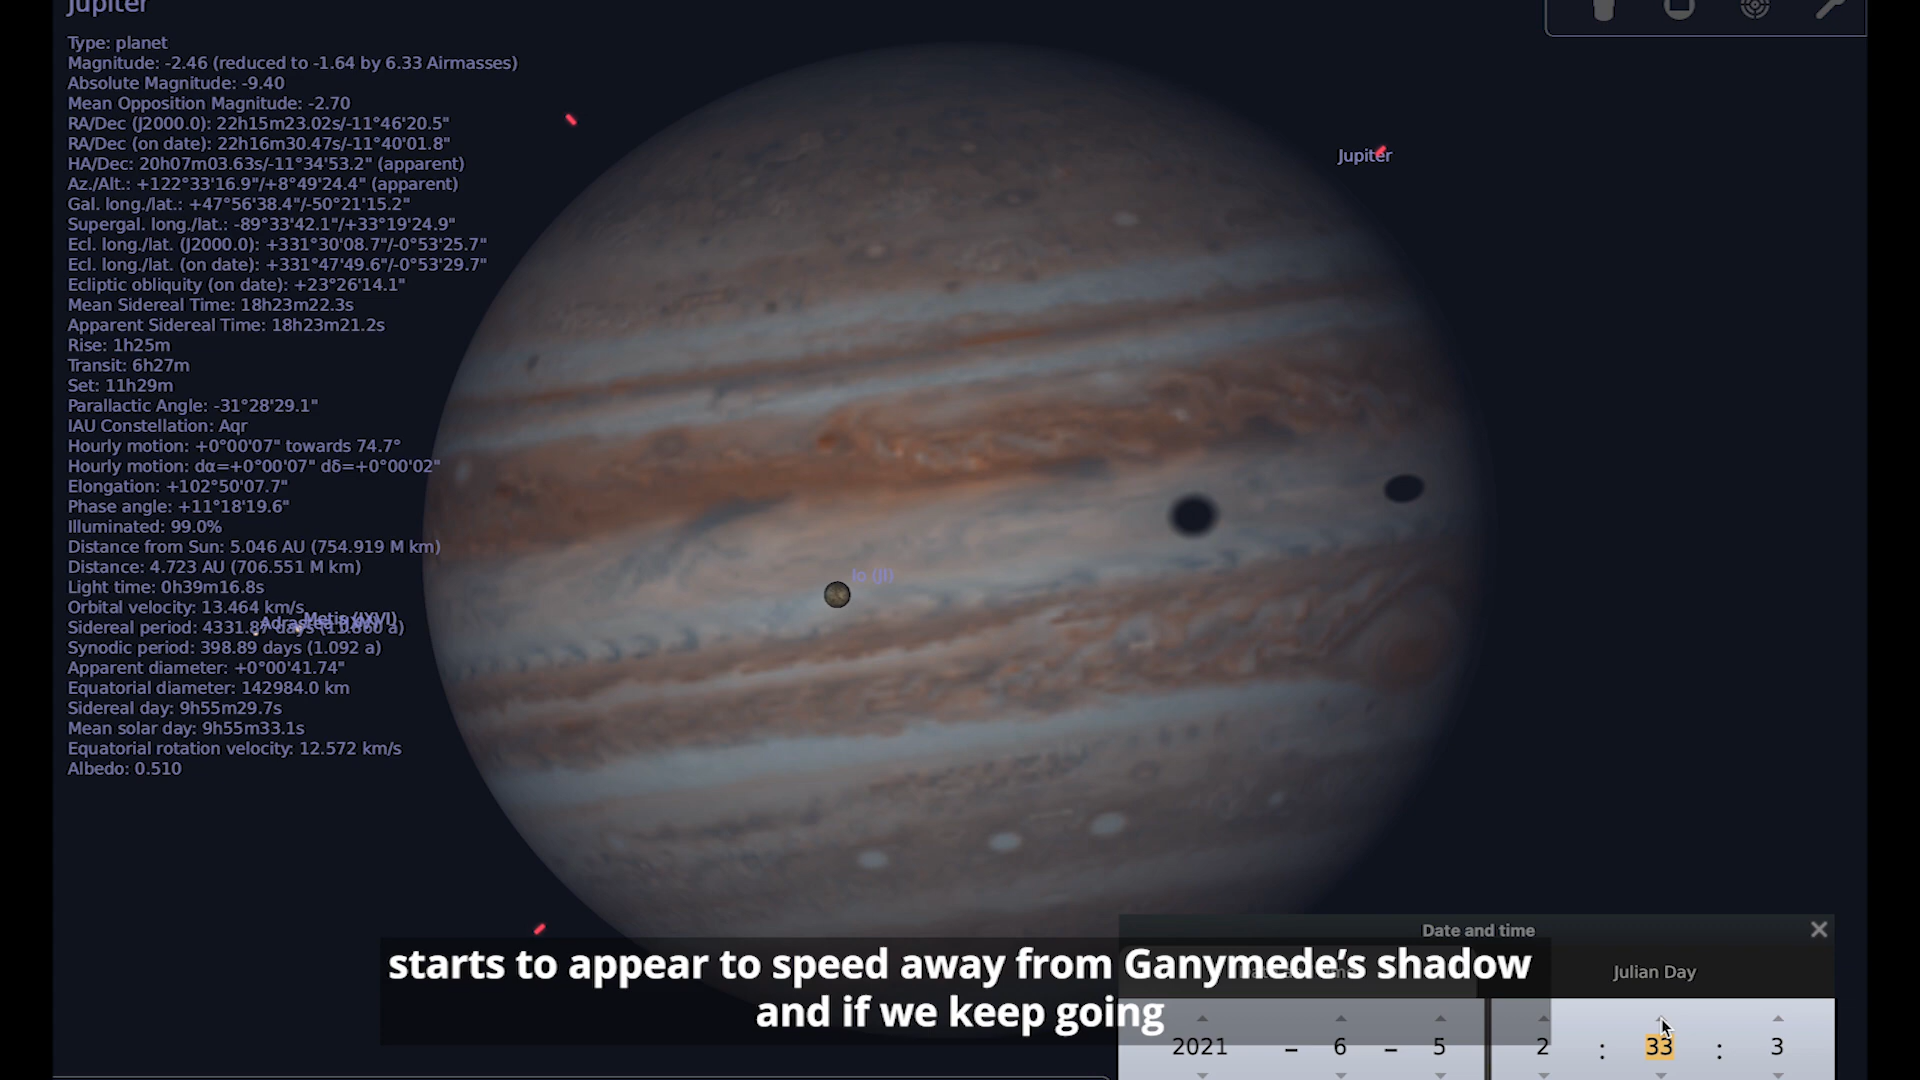 Jupiter
Type: planet
Magnitude: -2.46 (reduced to -1.64 by 6.33 Airmasses)
Absolute Magnitude: -9.40
Mean Opposition Magnitude: -2.70
RA/Dec (J2000.0): 22h15m23.02s/-11°46'20.5"
RA/Dec (on date): 22h16m30.47s/-11°40'01.8"
HA/Dec: 20h07m03.63s/-11°34'53.2" (apparent)
Az./Alt.: +122°33'16.9"/+8°49'24.4" (apparent)
Gal. long./lat.: +47°56'38.4"/-50°21'15.2"
Supergal. long./lat.: -89°33'42.1"/+33°19'24.9"
Ecl. long./lat. (J2000.0): +331°30'08.7"/-0°53'25.7"
Ecl. long./lat. (on date): +331°47'49.6"/-0°53'29.7"
Ecliptic obliquity (on date): +23°26'14.1"
Mean Sidereal Time: 18h23m22.3s
Apparent Sidereal Time: 18h23m21.2s
Rise: 1h25m
Transit: 6h27m
Set: 11h29m
Parallactic Angle: -31°28'29.1"
IAU Constellation: Aqr
Hourly motion: +0°00'07" towards 74.7°
Hourly motion: dα=+0°00'07" dδ=+0°00'02"
Elongation: +102°50'07.7"
Phase angle: +11°18'19.6"
Illuminated: 99.0%
Distance from Sun: 5.046 AU (754.919 M km)
Distance: 4.723 AU (706.551 M km)
Light time: 0h39m16.8s
Orbital velocity: 13.464 km/s
Sidereal period: 4331.87 days (11.860 a)
Synodic period: 398.89 days (1.092 a)
Apparent diameter: +0°00'41.74"
Equatorial diameter: 142984.0 km
Sidereal day: 9h55m29.7s
Mean solar day: 9h55m33.1s
Equatorial rotation velocity: 12.572 km/s
Albedo: 0.510
Jupiter
Io (JI)
Metis (JXVI)
Date and time
Julian Day
starts to appear to speed away from Ganymede's shadow
and if we keep going
2021 – 6 – 5 2 : 33 : 3